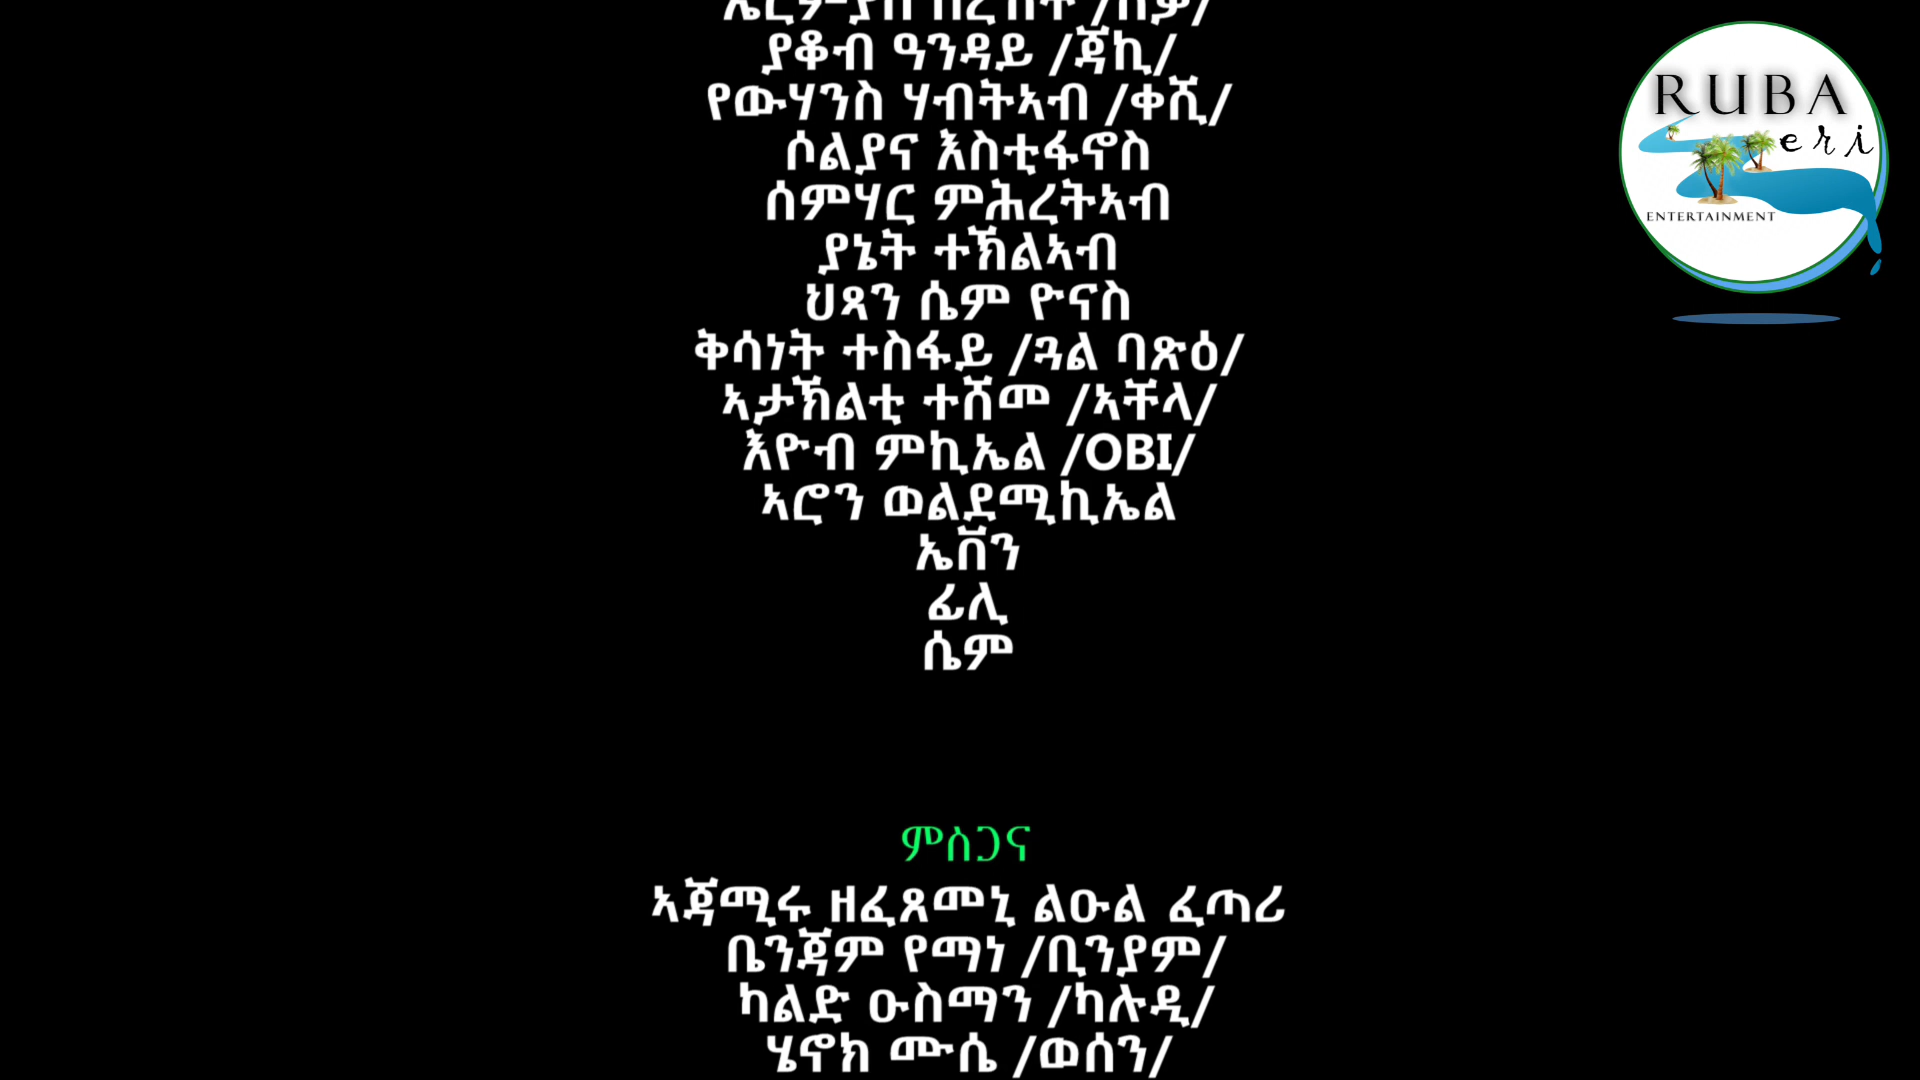 ያቆብ ዓንዳይ /ጃኪ/
የውሃንስ ሃብትኣብ /ቀሺ/
ሶልያና እስቲፋኖስ
ሰምሃር ምሕረትኣብ
ያኔት ተኽልኣብ
ህጻን ሴም ዮናስ
ቅሳነት ተስፋይ /ጓል ባጽዕ/
ኣታኽልቲ ተሸመ /ኣቸላ/
እዮብ ምኪኤል /OBI/
ኣሮን ወልደሚኪኤል
ኤቨን
ፊሊ
ሴም
ምስጋና
ኣጃሚሩ ዘፈጸመኒ ልዑል ፈጣሪ
ቤንጃም የማነ /ቢንያም/
ካልድ ዑስማን /ካሉዲ/
ሄኖክ ሙሴ /ወሰን/
RUBA
eri
ENTERTAINMENT